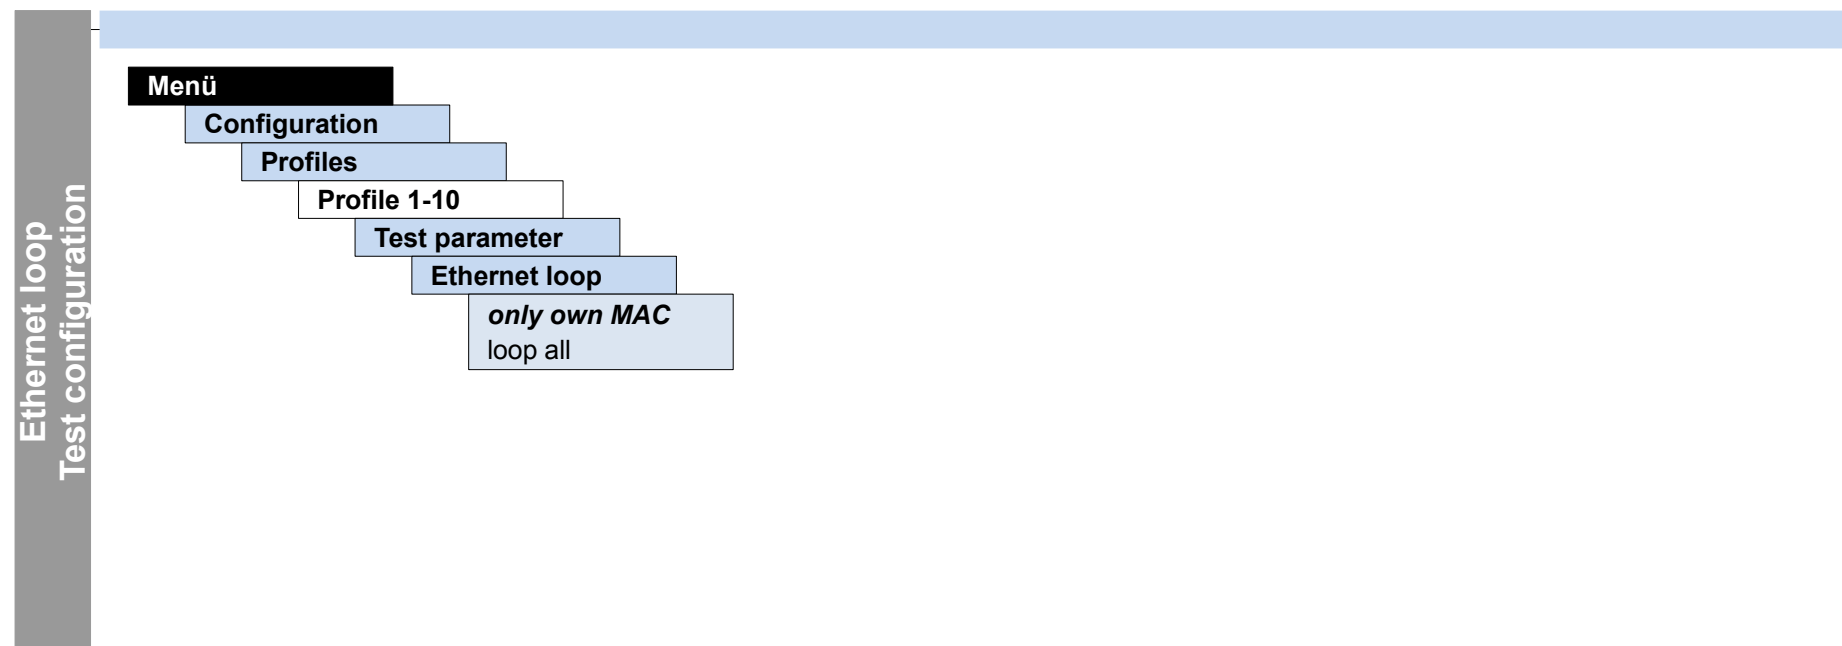 Ethernet loop
Test configuration
Menü
Configuration
Profiles
Profile 1-10
Test parameter
Ethernet loop
only own MAC
loop all